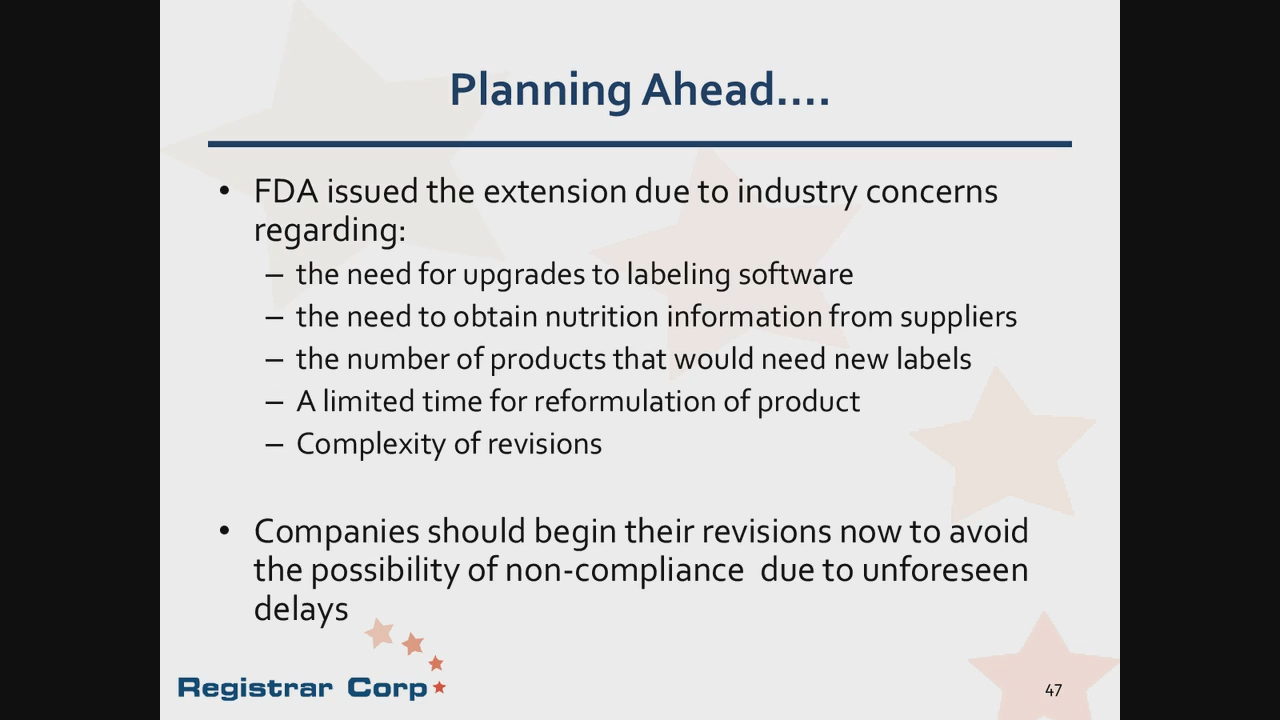 Planning Ahead....
• FDA issued the extension due to industry concerns
regarding:
– the need for upgrades to labeling software
– the need to obtain nutrition information from suppliers
– the number of products that would need new labels
– A limited time for reformulation of product
– Complexity of revisions
• Companies should begin their revisions now to avoid
the possibility of non-compliance  due to unforeseen
delays
Registrar Corp
47